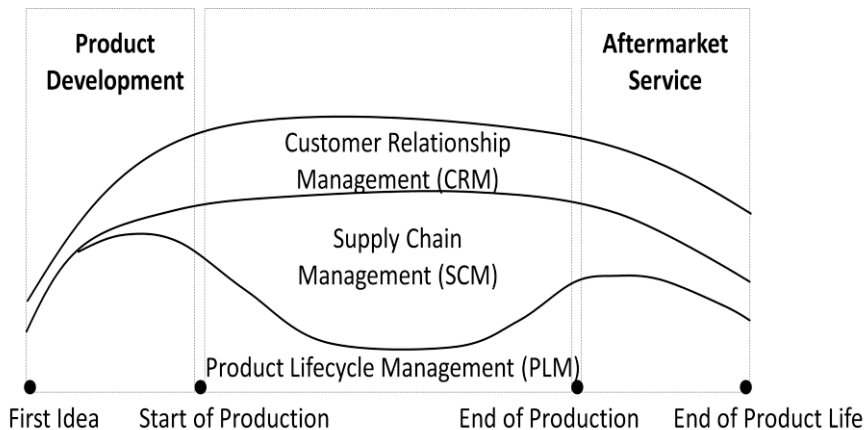 Product
Development
Aftermarket
Service
Customer Relationship
Management (CRM)
Supply Chain
Management (SCM)
Product Lifecycle Management (PLM)
First Idea
Start of Production
End of Production
End of Product Life